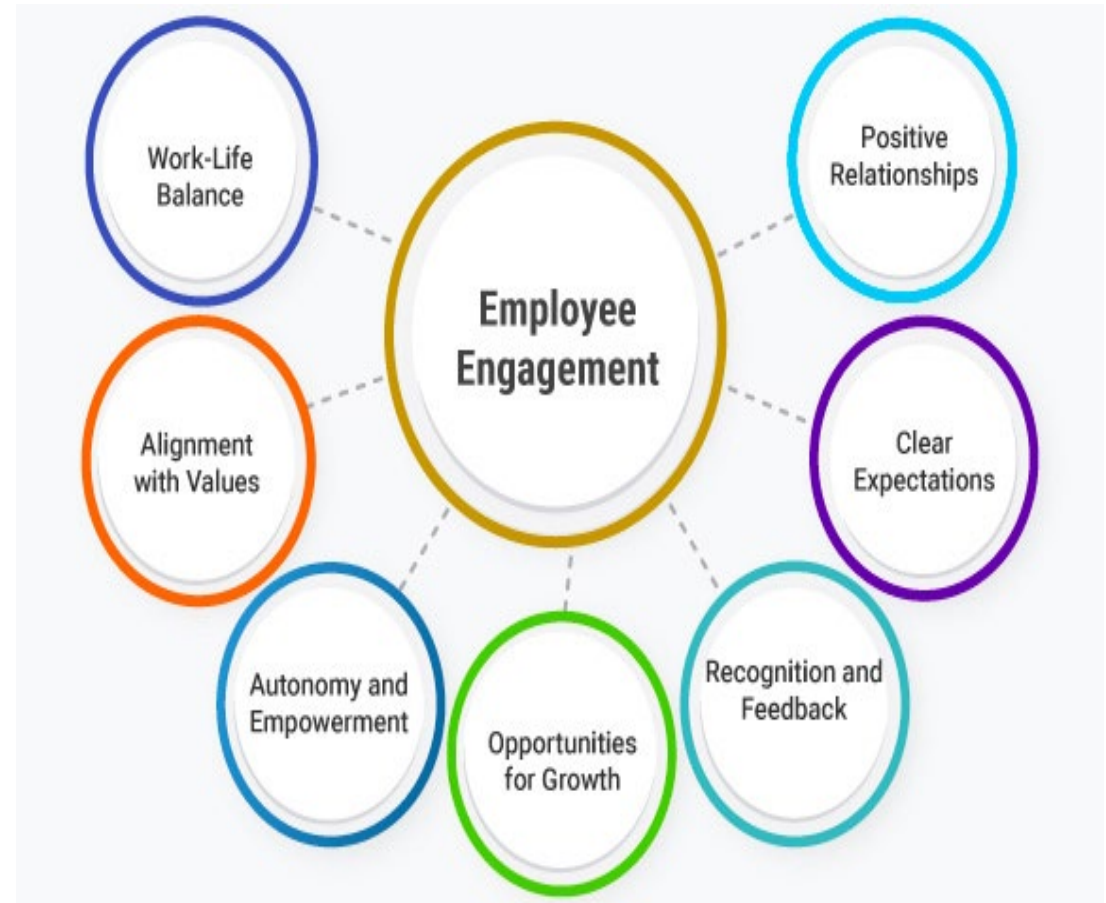 Employee
Engagement
Work-Life
Balance
Positive
Relationships
Alignment
with Values
Clear
Expectations
Autonomy and
Empowerment
Opportunities
for Growth
Recognition and
Feedback